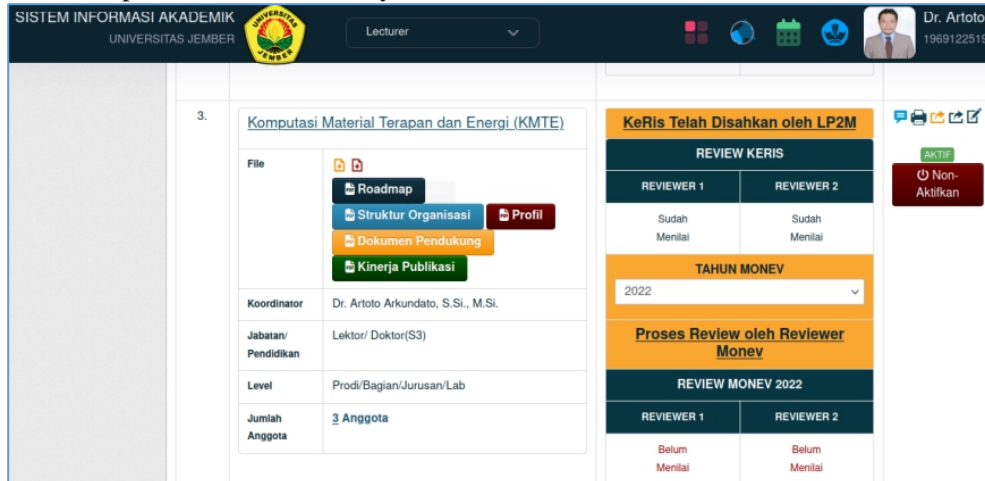 SISTEM INFORMASI AKADEMIK
UNIVERSITAS JEMBER
UNIVERSITAS
JEMBER
Lecturer
Dr. Artoto
1969122519
3.
Komputasi Material Terapan dan Energi (KMTE)
File
Roadmap
Struktur Organisasi
Profil
Dokumen Pendukung
Kinerja Publikasi
Koordinator
Dr. Artoto Arkundato, S.Si., M.Si.
Jabatan/
Pendidikan
Lektor/ Doktor(S3)
Level
Prodi/Bagian/Jurusan/Lab
Jumlah
Anggota
3 Anggota
KeRis Telah Disahkan oleh LP2M
REVIEW KERIS
REVIEWER 1
REVIEWER 2
Sudah
Menilai
Sudah
Menilai
TAHUN MONEV
2022
Proses Review oleh Reviewer
Monev
REVIEW MONEV 2022
REVIEWER 1
REVIEWER 2
Belum
Menilai
Belum
Menilai
AKTIF
Non-
Aktifkan